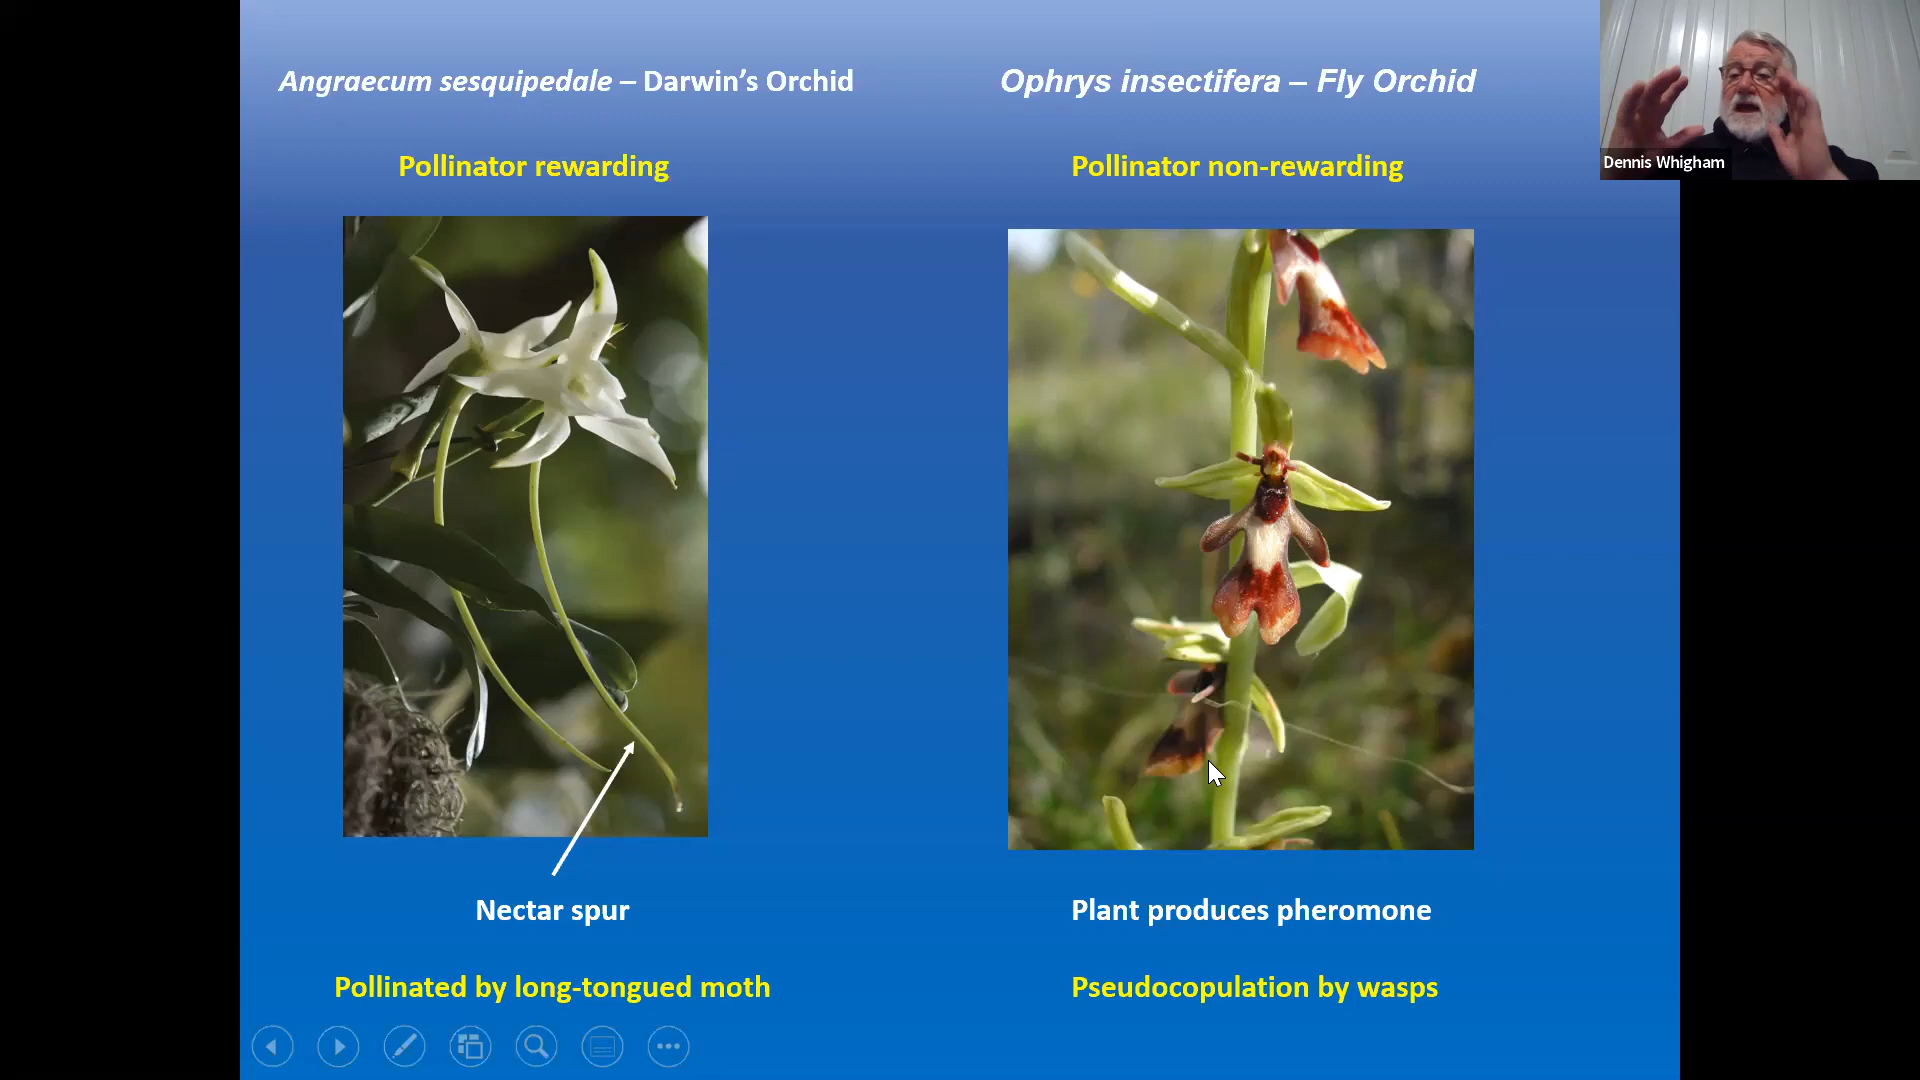 Angraecum sesquipedale – Darwin's Orchid
Pollinator rewarding
Nectar spur
Pollinated by long-tongued moth
Ophrys insectifera – Fly Orchid
Pollinator non-rewarding
Plant produces pheromone
Pseudocopulation by wasps
Dennis Whigham